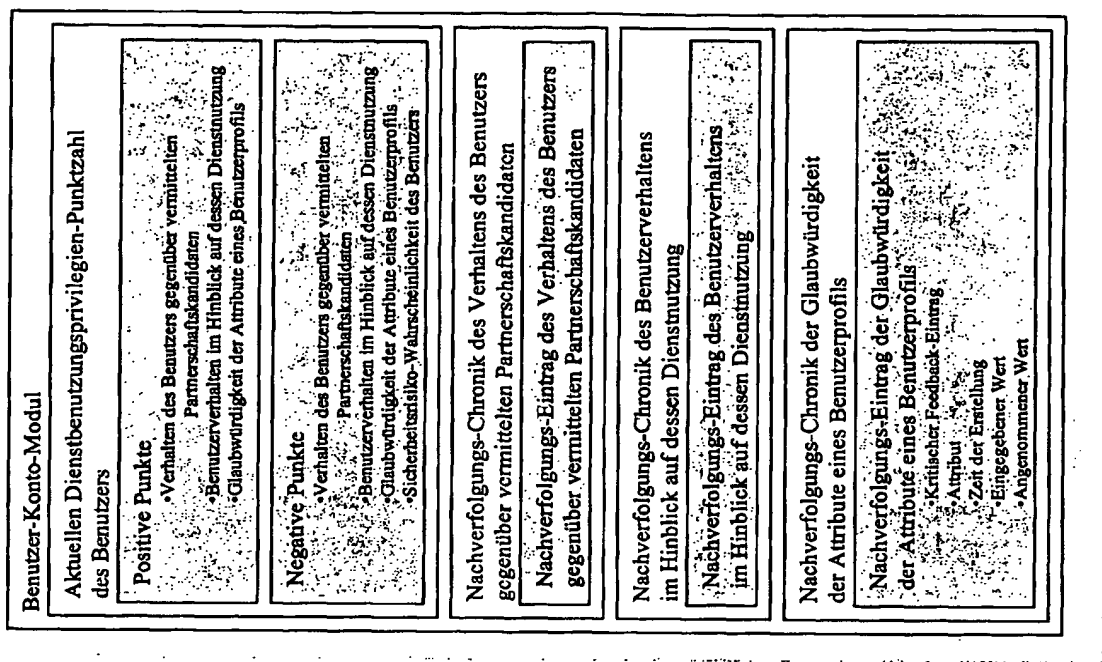 Benutzer-Konto-Modul
Aktuellen Dienstbenutzungsprivilegien-Punktzahl
des Benutzers
Positive Punkte
•Verhalten des Benutzers gegenüber vermittelten
Partnerschaftskandidaten
•Benutzerverhalten im Hinblick auf dessen Dienstnutzung
•Glaubwürdigkeit der Attribute eines Benutzerprofils
Negative Punkte
•Verhalten des Benutzers gegenüber vermittelten
Partnerschaftskandidaten
•Benutzerverhalten im Hinblick auf dessen Dienstnutzung
•Glaubwürdigkeit der Attribute eines Benutzerprofils
•Sicherheitsrisiko-Wahrscheinlichkeit des Benutzers
Nachverfolgungs-Chronik des Verhaltens des Benutzers
gegenüber vermittelten Partnerschaftskandidaten
Nachverfolgungs-Eintrag des Verhaltens des Benutzers
gegenüber vermittelten Partnerschaftskandidaten
Nachverfolgungs-Chronik des Benutzerverhaltens
im Hinblick auf dessen Dienstnutzung
Nachverfolgungs-Eintrag des Benutzerverhaltens
im Hinblick auf dessen Dienstnutzung
Nachverfolgungs-Chronik der Glaubwürdigkeit
der Attribute eines Benutzerprofils
Nachverfolgungs-Eintrag der Glaubwürdigkeit
der Attribute eines Benutzerprofils
•Kritischer Feedback-Eintrag
•Attribut
•Zeit der Erstellung
•Eingegebener Wert
•Angenommener Wert